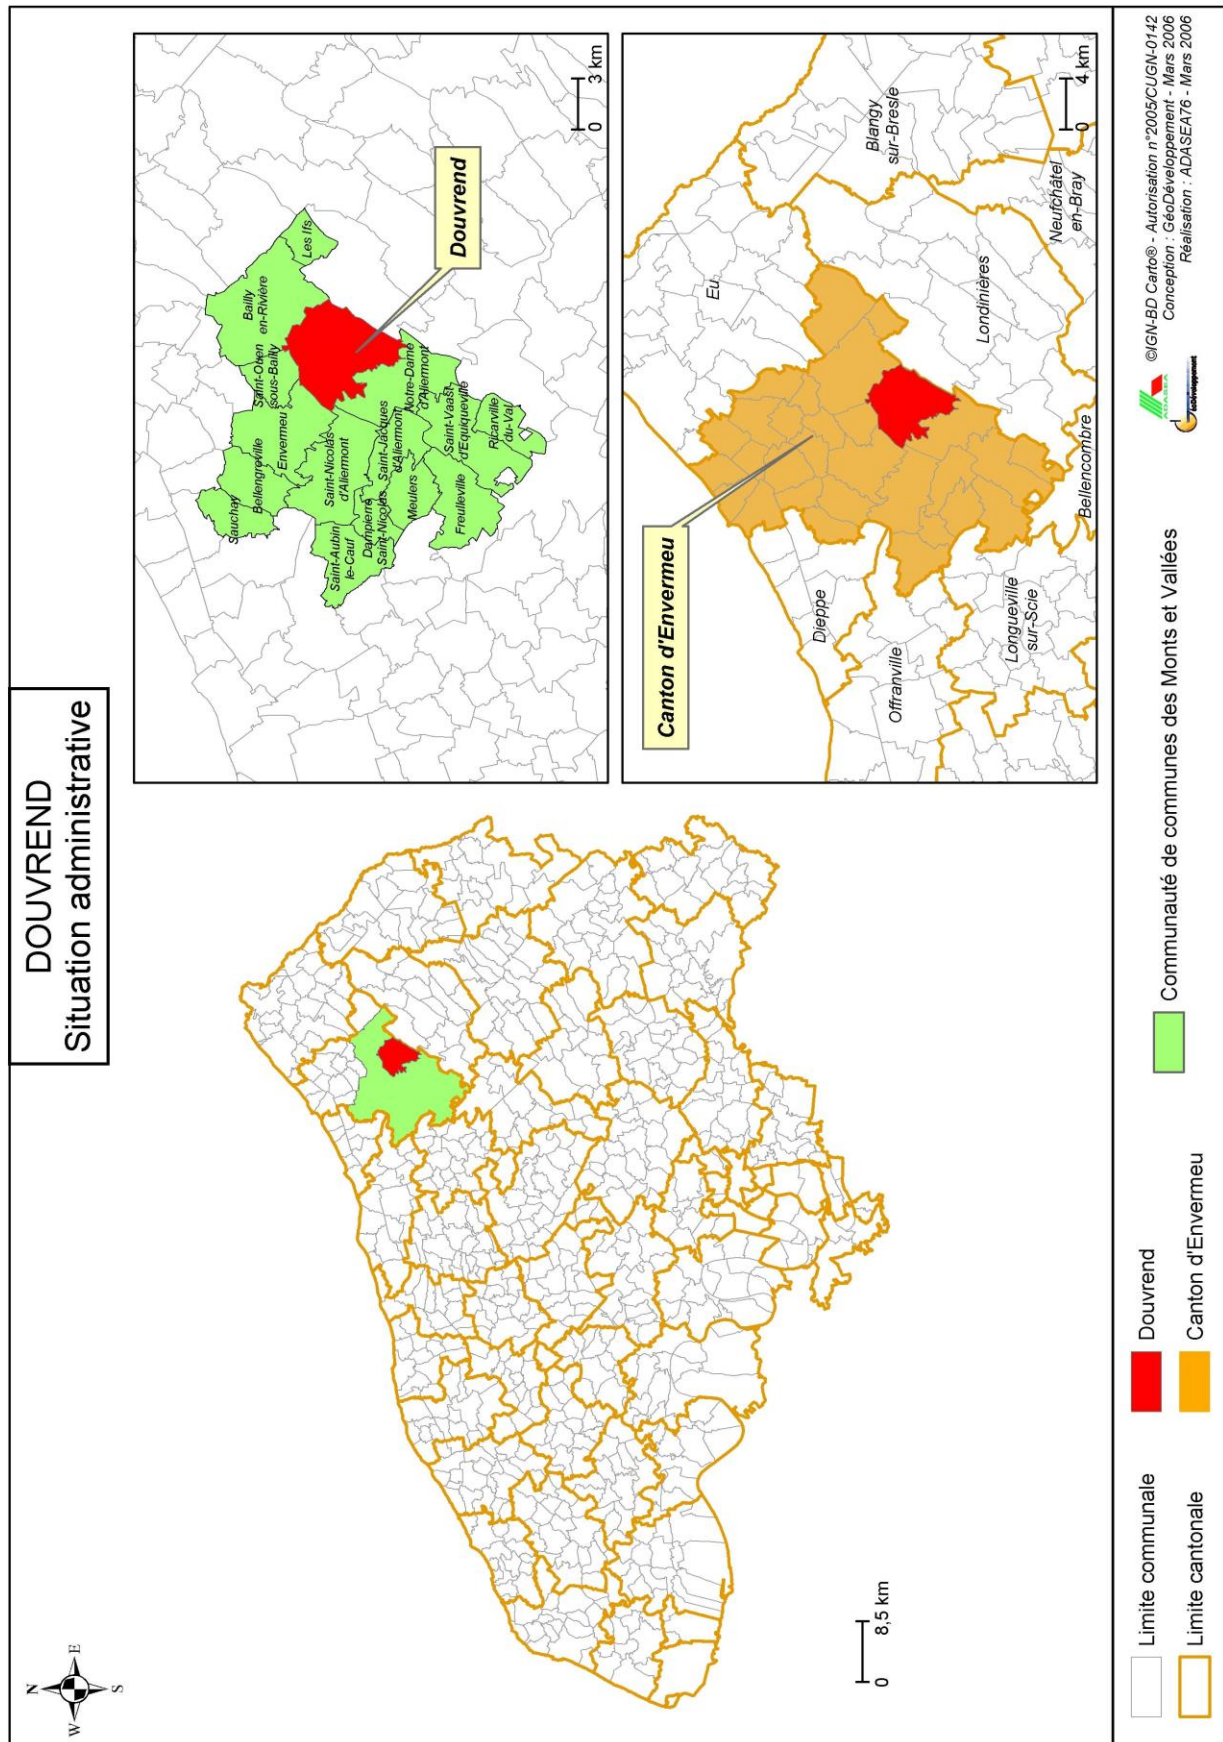 DOUVREND
Situation administrative
N
W
E
S
0
8,5 km
Sauchay
Bellengreville
Envermeu
Saint-Ouen
sous-Bailly
Bailly
en-Rivière
Les Ifs
Saint-Nicolas
d'Aliermont
Saint-Aubin
le-Cauf
Dampierre
Saint-Nicolas
Saint-Jacques
d'Aliermont
Notre-Dame
d'Aliermont
Meulers
Saint-Vaast
d'Equiqueville
Freulleville
Ricarville
du-Val
Douvrend
0
3 km
Canton d'Envermeu
Eu
Blangy
sur-Bresle
Dieppe
Offranville
Londinières
Longueville
sur-Scie
Neufchâtel
en-Bray
Bellencombre
0
4 km
Limite communale
Limite cantonale
Douvrend
Canton d'Envermeu
Communauté de communes des Monts et Vallées
ADASEA
éoDéveloppement
©IGN-BD Carto® - Autorisation n°2005/CUGN-0142
Conception : GéoDéveloppement - Mars 2006
Réalisation : ADASEA76 - Mars 2006